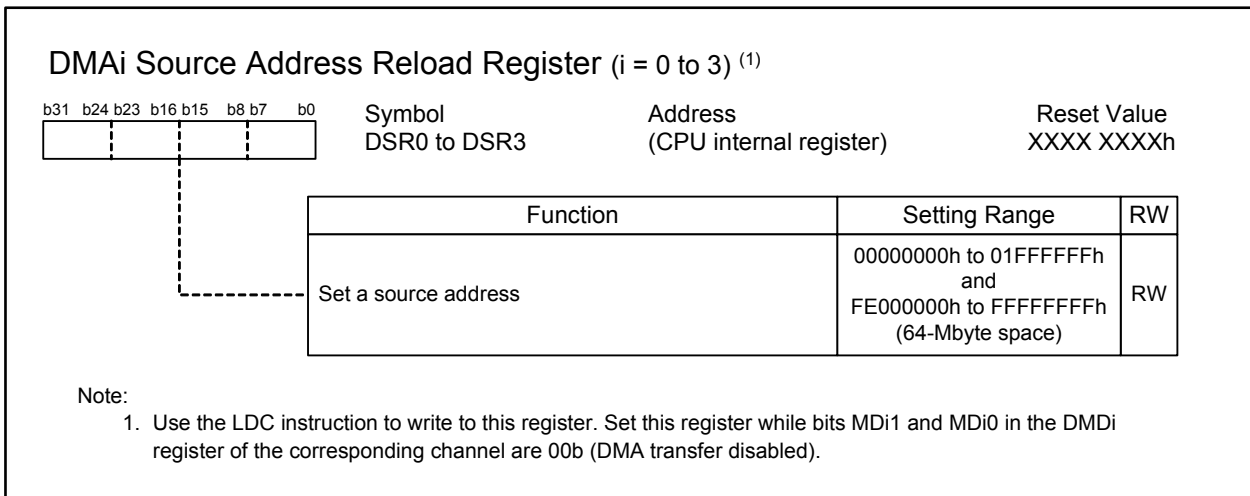 DMAi Source Address Reload Register (i = 0 to 3) (1)
b31 b24 b23 b16 b15 b8 b7 b0
Symbol Address Reset Value
DSR0 to DSR3 (CPU internal register) XXXX XXXXh
Function Setting Range RW
Set a source address
00000000h to 01FFFFFFh
and
FE000000h to FFFFFFFFh
(64-Mbyte space)
RW
Note:
1. Use the LDC instruction to write to this register. Set this register while bits MDi1 and MDi0 in the DMDi
register of the corresponding channel are 00b (DMA transfer disabled).